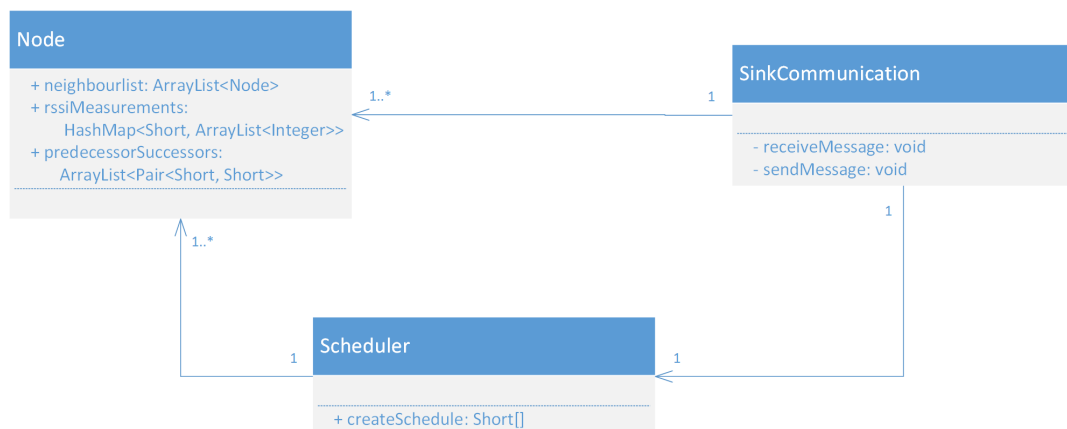 Node
+ neighbourlist: ArrayList<Node>
+ rssiMeasurements:
HashMap<Short, ArrayList<Integer>>
+ predecessorSuccessors:
ArrayList<Pair<Short, Short>>
1..*
1
SinkCommunication
- receiveMessage: void
- sendMessage: void
1
1..*
1
Scheduler
1
+ createSchedule: Short[]